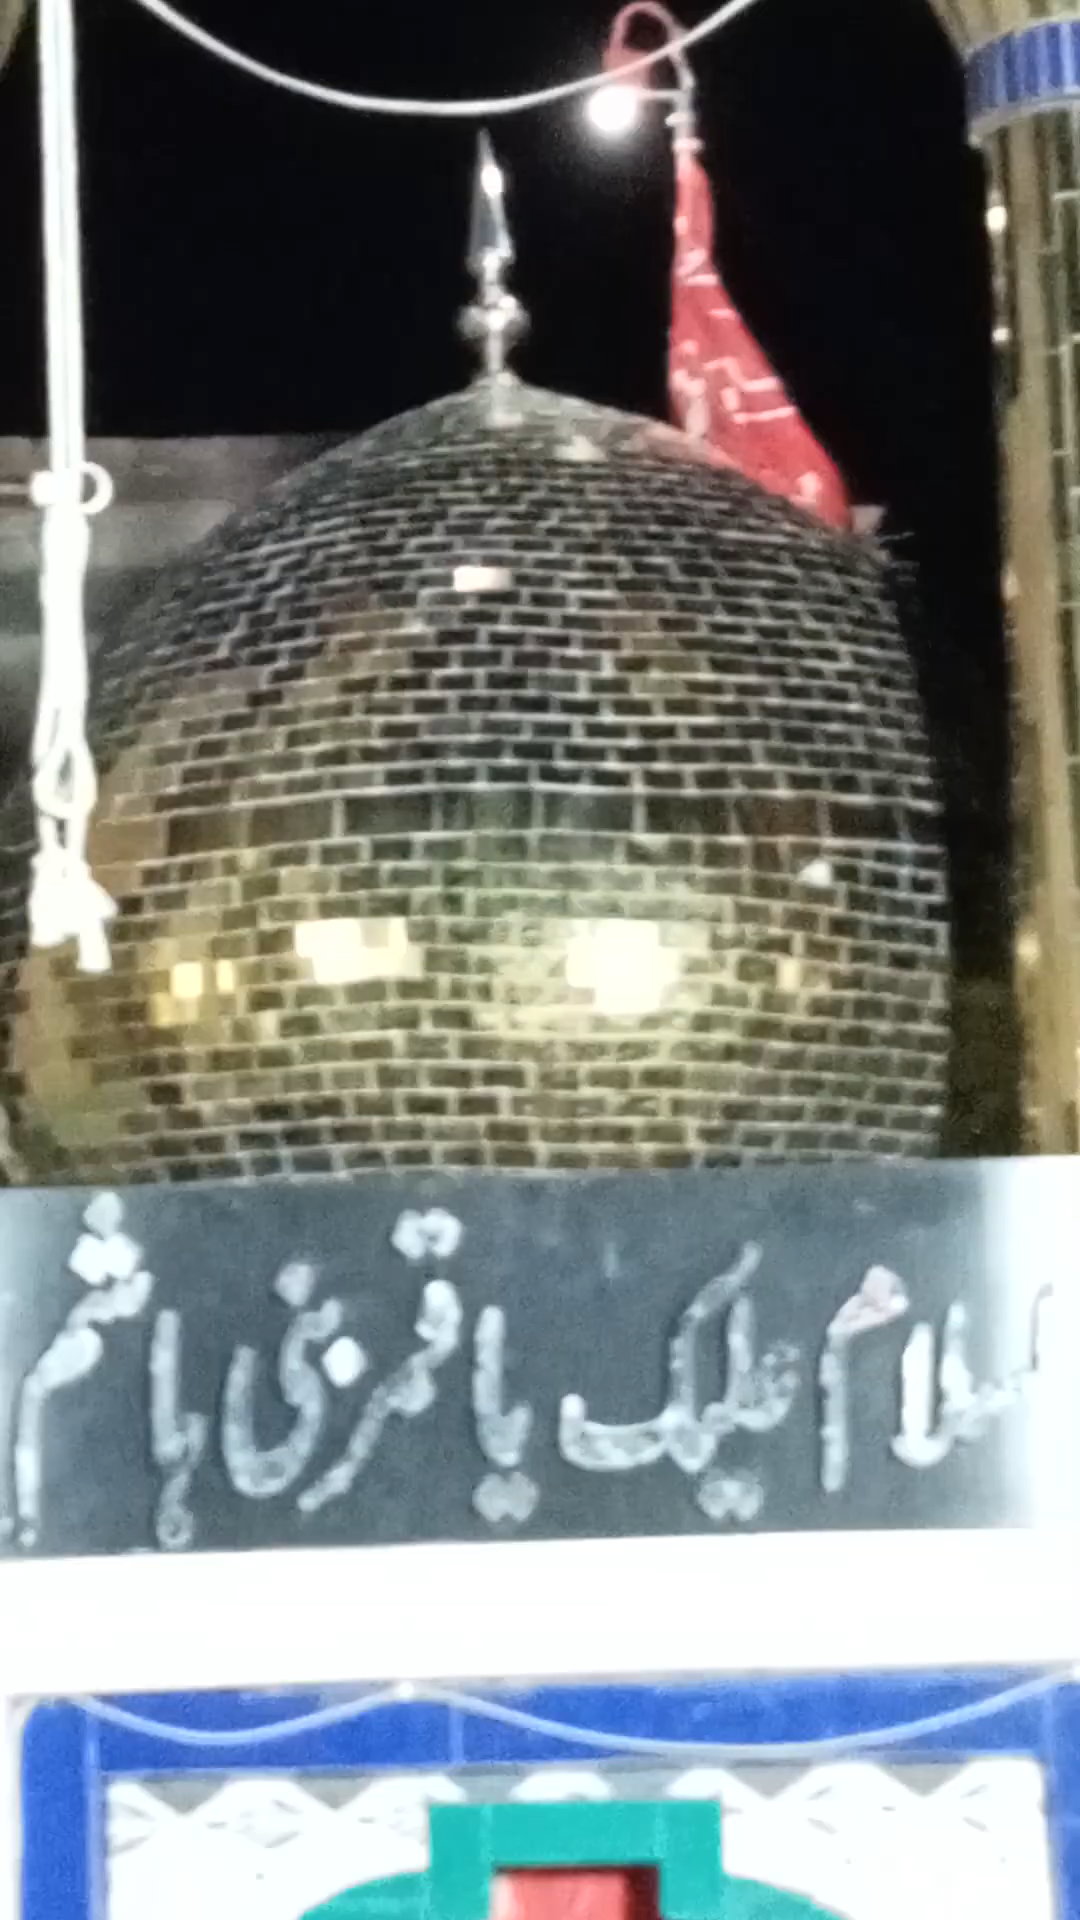 سلام علیک یا قمر بنی ہاشم